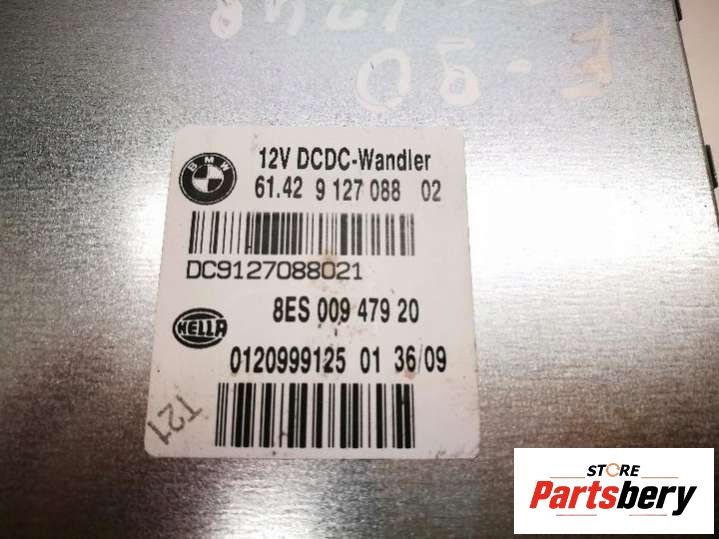 BMW
12V DCDC-Wandler
61.42 9 127 088 02
DC9127088021
8ES 009 479 20
HELLA
0120999125 01 36/09
T21
STORE
Partsbery